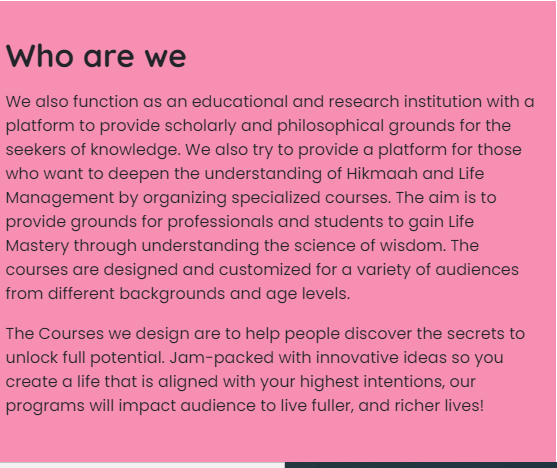 Who are we
We also function as an educational and research institution with a
platform to provide scholarly and philosophical grounds for the
seekers of knowledge. We also try to provide a platform for those
who want to deepen the understanding of Hikmaah and Life
Management by organizing specialized courses. The aim is to
provide grounds for professionals and students to gain Life
Mastery through understanding the science of wisdom. The
courses are designed and customized for a variety of audiences
from different backgrounds and age levels.
The Courses we design are to help people discover the secrets to
unlock full potential. Jam-packed with innovative ideas so you
create a life that is aligned with your highest intentions, our
programs will impact audience to live fuller, and richer lives!